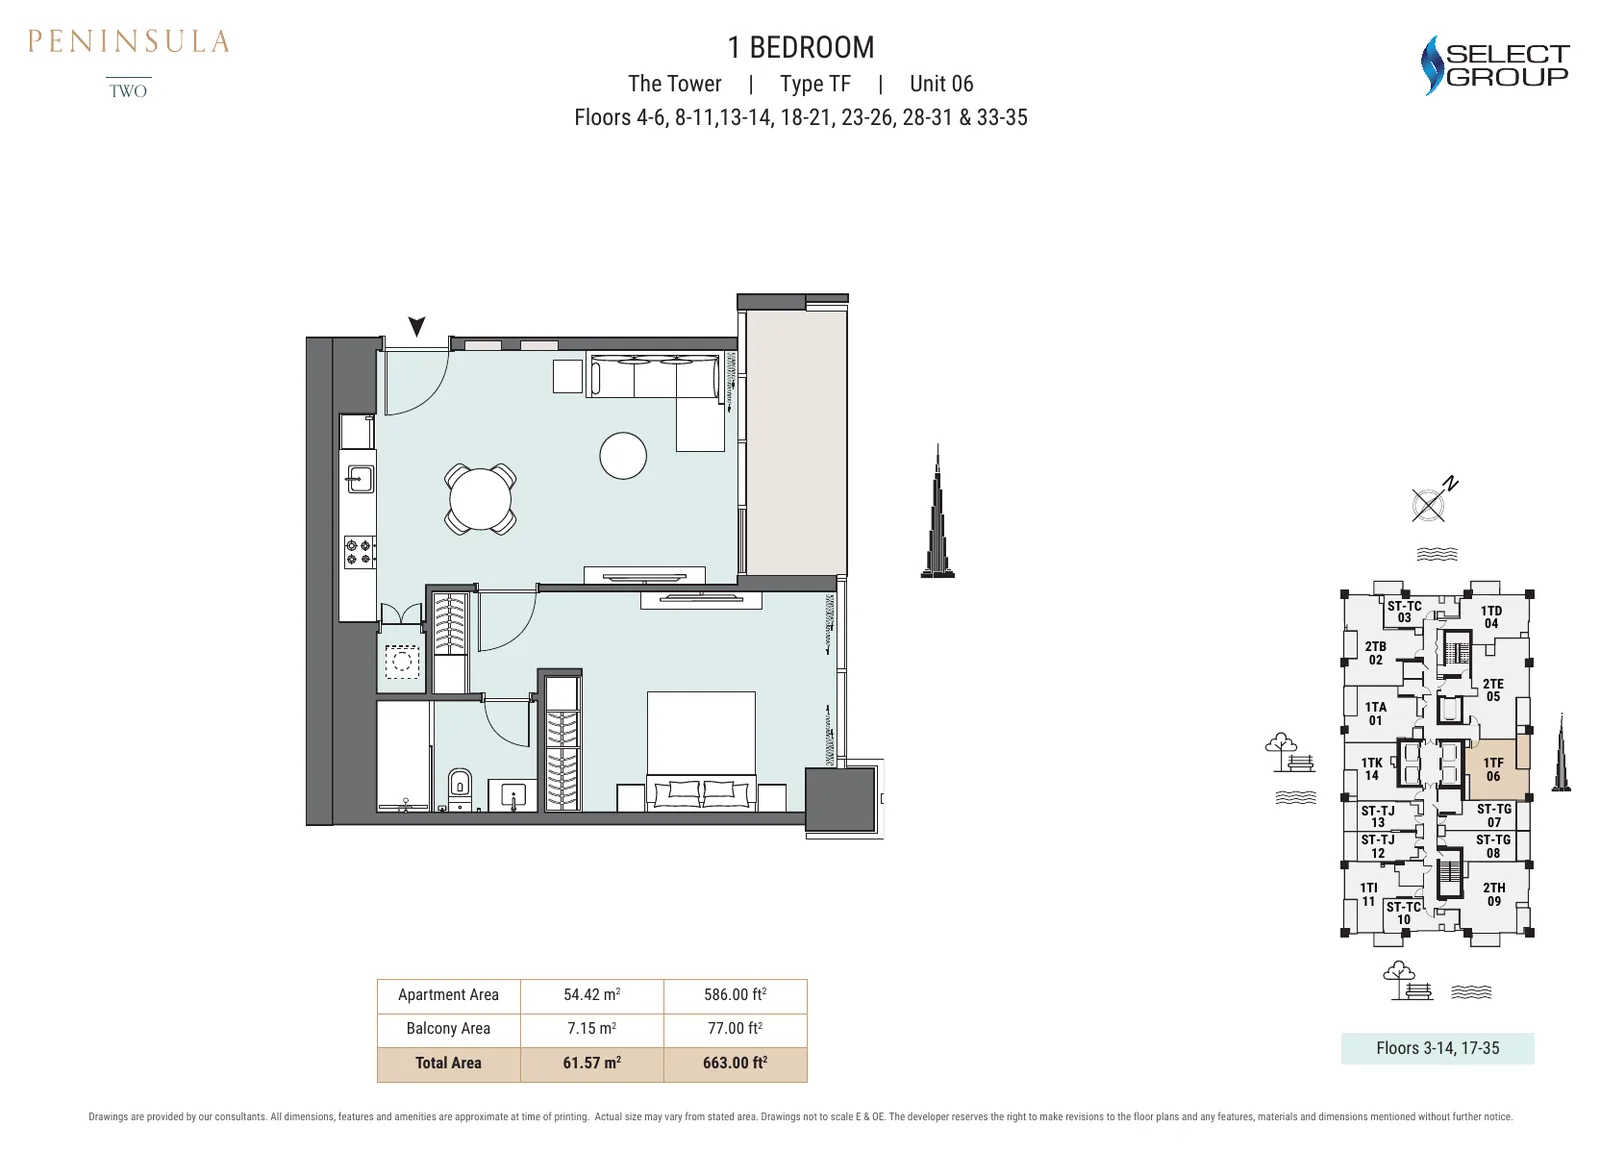 PENINSULA
TWO
1 BEDROOM
The Tower | Type TF | Unit 06
Floors 4-6, 8-11,13-14, 18-21, 23-26, 28-31 & 33-35
SELECT
GROUP
N
ST-TC
03
1TD
04
2TB
02
2TE
05
1TA
01
1TK
14
1TF
06
ST-TJ
13
ST-TG
07
ST-TJ
12
ST-TG
08
1TI
11
2TH
09
ST-TC
10
Floors 3-14, 17-35
Apartment Area 54.42 m² 586.00 ft²
Balcony Area 7.15 m² 77.00 ft²
Total Area 61.57 m² 663.00 ft²
Drawings are provided by our consultants. All dimensions, features and amenities are approximate at time of printing. Actual size may vary from stated area. Drawings not to scale E & OE. The developer reserves the right to make revisions to the floor plans and any features, materials and dimensions mentioned without further notice.